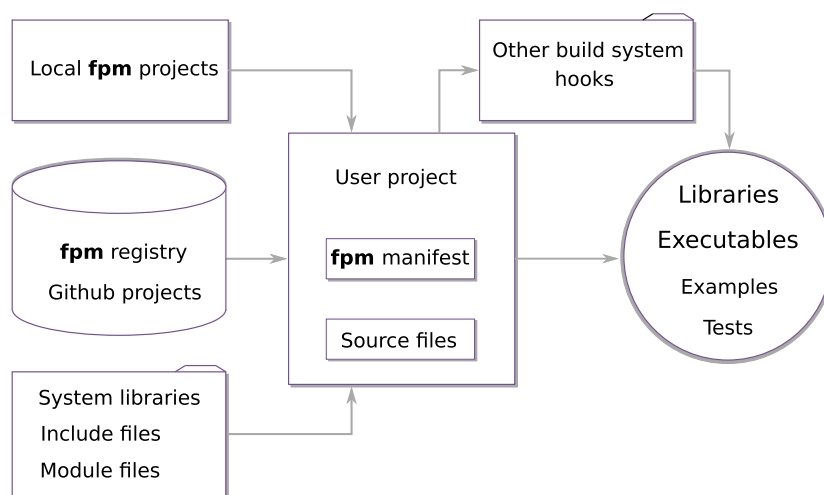 Local fpm projects
Other build system
hooks
User project
fpm manifest
Source files
fpm registry
Github projects
System libraries
Include files
Module files
Libraries
Executables
Examples
Tests